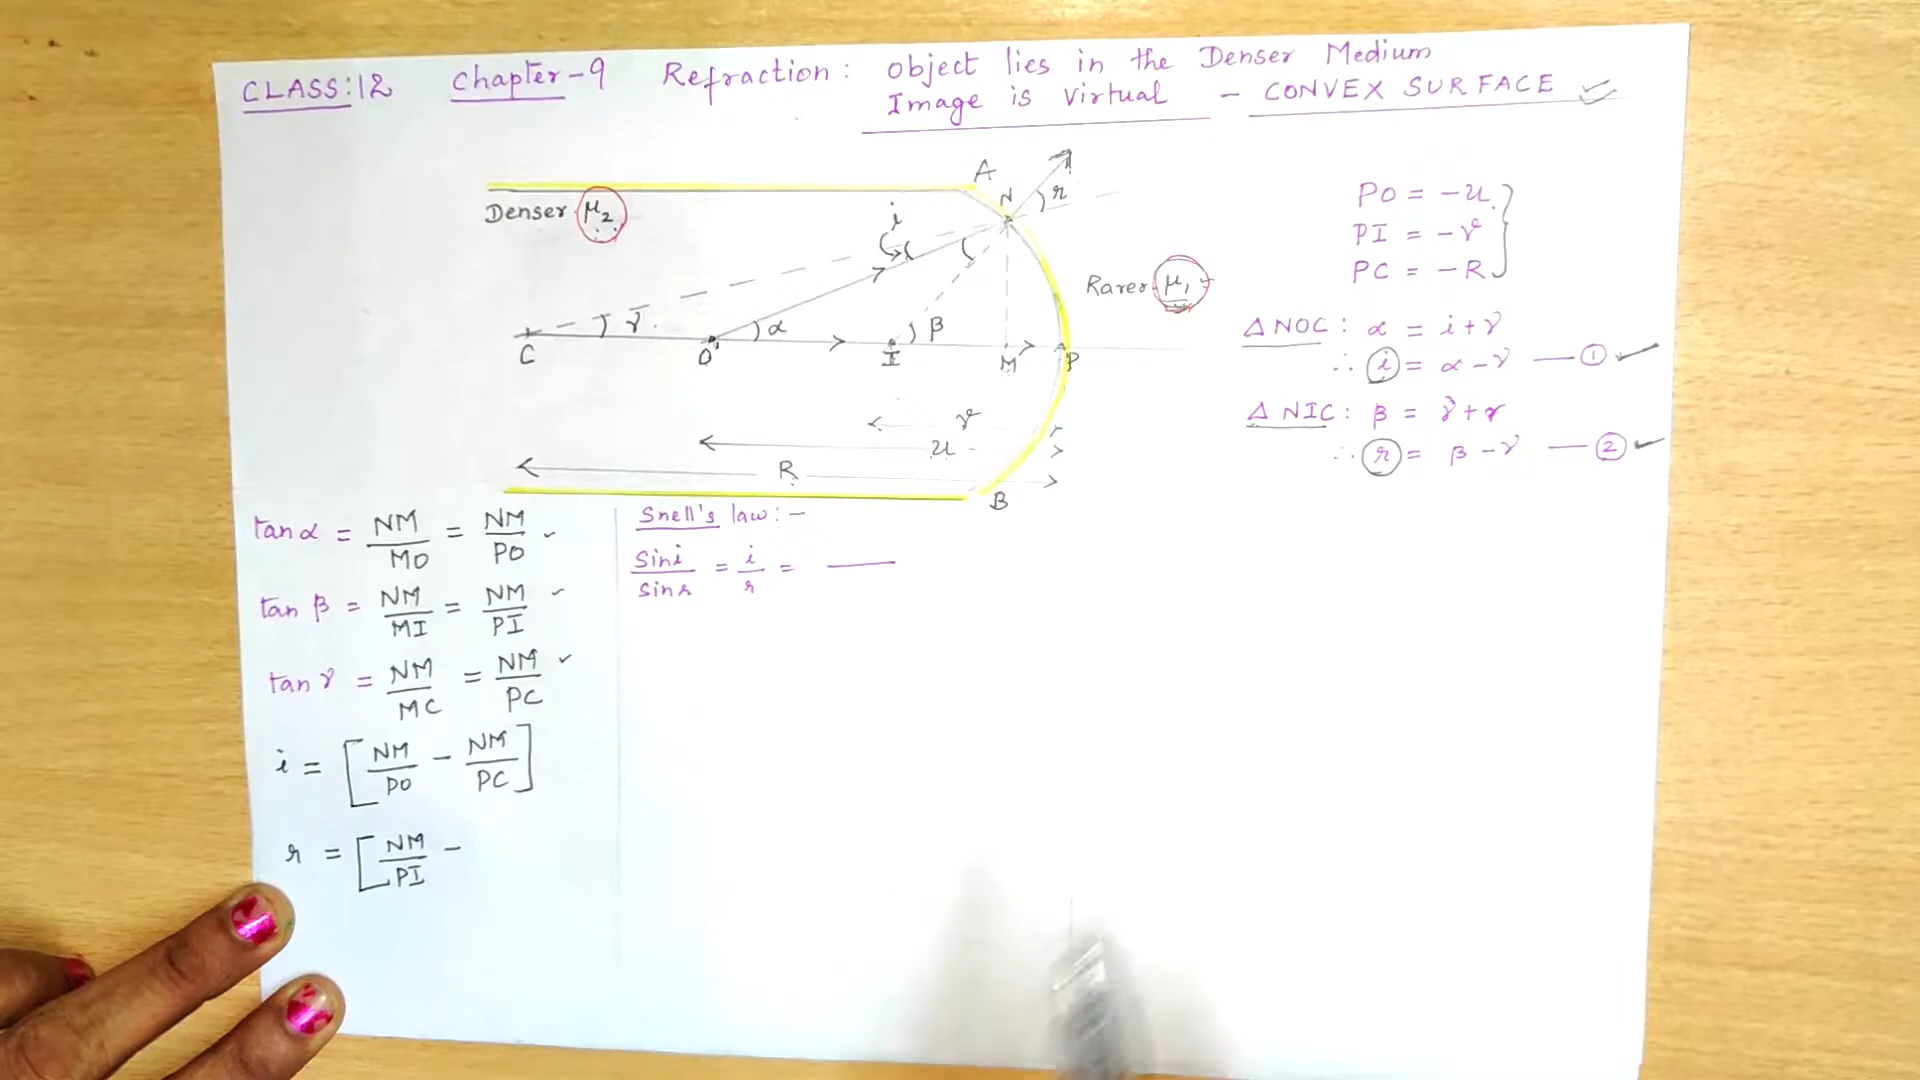 CLASS:12 Chapter-9 Refraction: object lies in the Denser Medium
Image is virtual - CONVEX SURFACE
A
N
r
Denser μ₂
i
Rarer μ₁
γ
α
β
C
O
I
M
P
v
u
R
B
PO = -u
PI = -v
PC = -R
Δ NOC: α = i+γ
∴ i = α - γ — ①
Δ NIC: β = γ+r
∴ r = β - γ — ②
tan α = NM/MO = NM/PO
tan β = NM/MI = NM/PI
tan γ = NM/MC = NM/PC
i = [NM/PO - NM/PC]
r = [NM/PI -
Snell's law:-
Sin i/Sin r = i/r = —